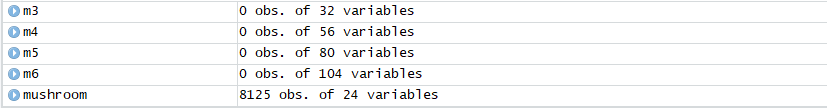 m3 0 obs. of 32 variables
m4 0 obs. of 56 variables
m5 0 obs. of 80 variables
m6 0 obs. of 104 variables
mushroom 8125 obs. of 24 variables